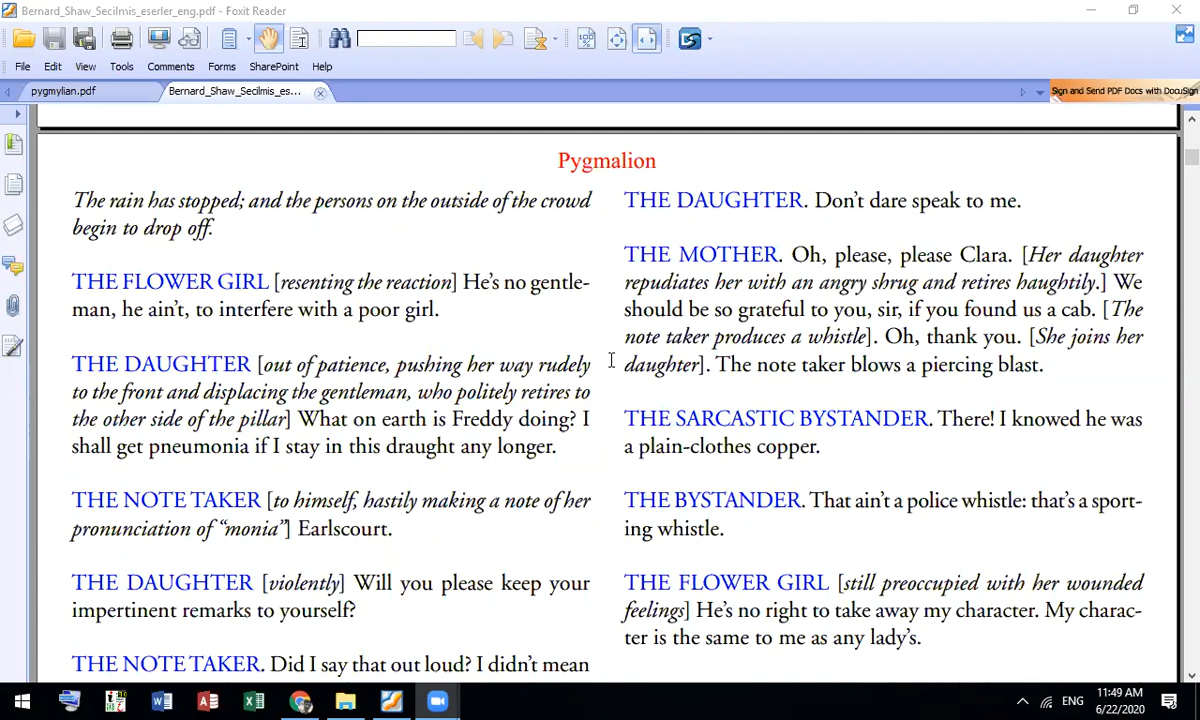 Bernard_Shaw_Secilmis_eserler_eng.pdf - Foxit Reader
File Edit View Tools Comments Forms SharePoint Help
pygmylian.pdf
Bernard_Shaw_Secilmis_es...
Sign and Send PDF Docs with DocuSign
Pygmalion
The rain has stopped; and the persons on the outside of the crowd
begin to drop off.
THE FLOWER GIRL [resenting the reaction] He’s no gentle-
man, he ain’t, to interfere with a poor girl.
THE DAUGHTER [out of patience, pushing her way rudely
to the front and displacing the gentleman, who politely retires to
the other side of the pillar] What on earth is Freddy doing? I
shall get pneumonia if I stay in this draught any longer.
THE NOTE TAKER [to himself, hastily making a note of her
pronunciation of “monia”] Earlscourt.
THE DAUGHTER [violently] Will you please keep your
impertinent remarks to yourself?
THE NOTE TAKER. Did I say that out loud? I didn’t mean
THE DAUGHTER. Don’t dare speak to me.
THE MOTHER. Oh, please, please Clara. [Her daughter
repudiates her with an angry shrug and retires haughtily.] We
should be so grateful to you, sir, if you found us a cab. [The
note taker produces a whistle]. Oh, thank you. [She joins her
daughter]. The note taker blows a piercing blast.
THE SARCASTIC BYSTANDER. There! I knowed he was
a plain-clothes copper.
THE BYSTANDER. That ain’t a police whistle: that’s a sport-
ing whistle.
THE FLOWER GIRL [still preoccupied with her wounded
feelings] He’s no right to take away my character. My charac-
ter is the same to me as any lady’s.
ENG
11:49 AM
6/22/2020